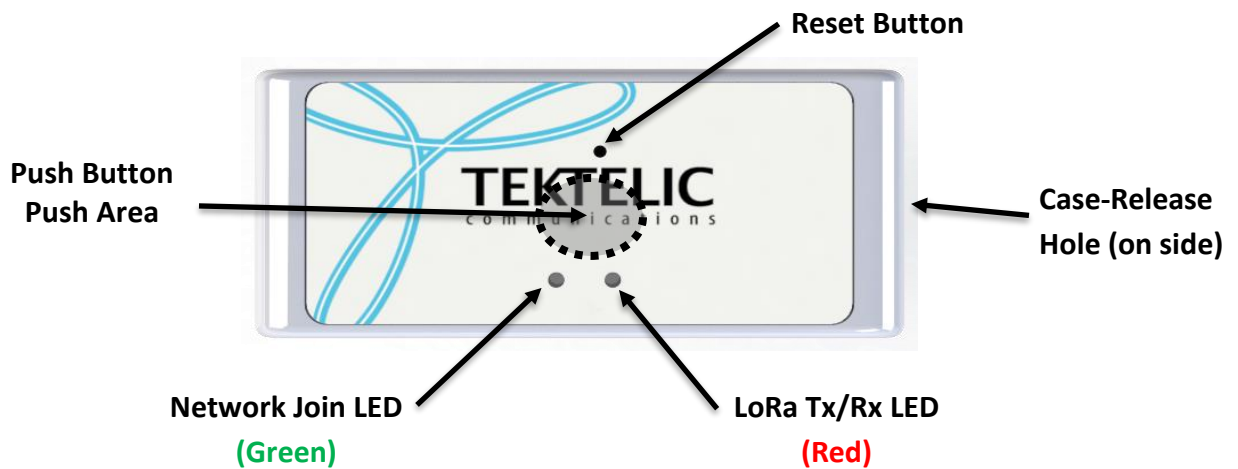 Reset Button
Push Button
Push Area
TEKTELIC
communications
Case-Release
Hole (on side)
Network Join LED
(Green)
LoRa Tx/Rx LED
(Red)